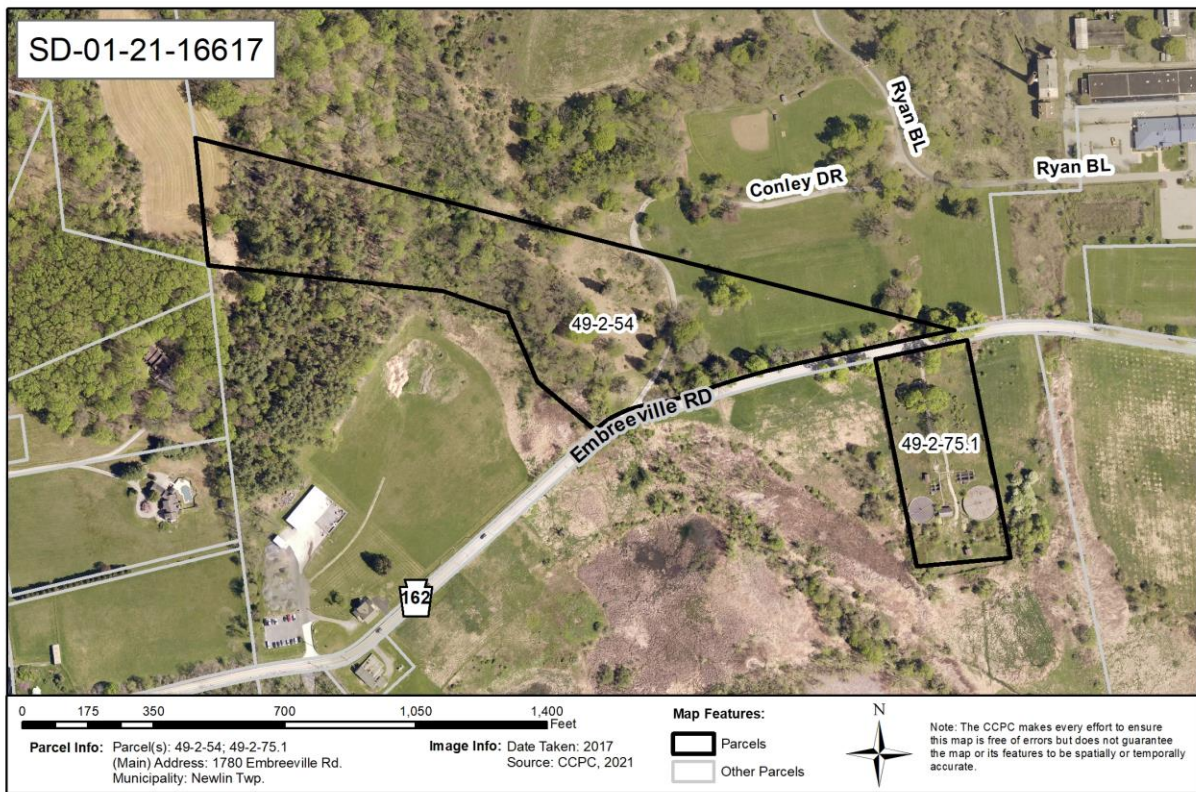 SD-01-21-16617
Ryan BL
Conley DR
Ryan BL
49-2-54
Embreeville RD
49-2-75.1
162
0 175 350 700 1,050 1,400
Feet
Parcel Info: Parcel(s): 49-2-54; 49-2-75.1
(Main) Address: 1780 Embreeville Rd.
Municipality: Newlin Twp.
Image Info: Date Taken: 2017
Source: CCPC, 2021
Map Features:
Parcels
Other Parcels
N
Note: The CCPC makes every effort to ensure
this map is free of errors but does not guarantee
the map or its features to be spatially or temporally
accurate.